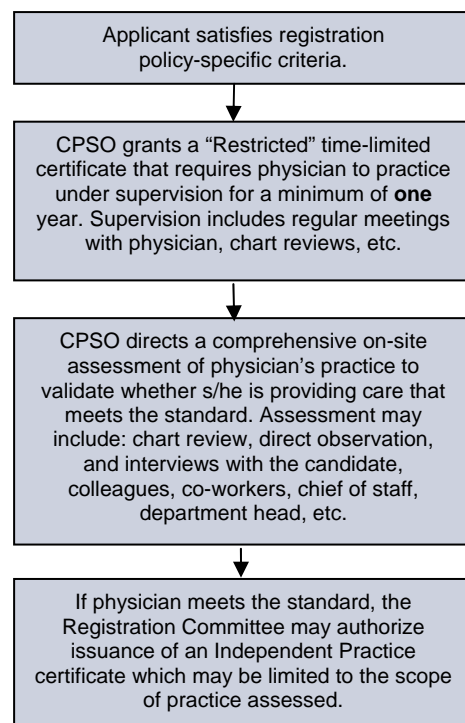 Applicant satisfies registration
policy-specific criteria.
CPSO grants a “Restricted” time-limited
certificate that requires physician to practice
under supervision for a minimum of one
year. Supervision includes regular meetings
with physician, chart reviews, etc.
CPSO directs a comprehensive on-site
assessment of physician’s practice to
validate whether s/he is providing care that
meets the standard. Assessment may
include: chart review, direct observation,
and interviews with the candidate,
colleagues, co-workers, chief of staff,
department head, etc.
If physician meets the standard, the
Registration Committee may authorize
issuance of an Independent Practice
certificate which may be limited to the scope
of practice assessed.